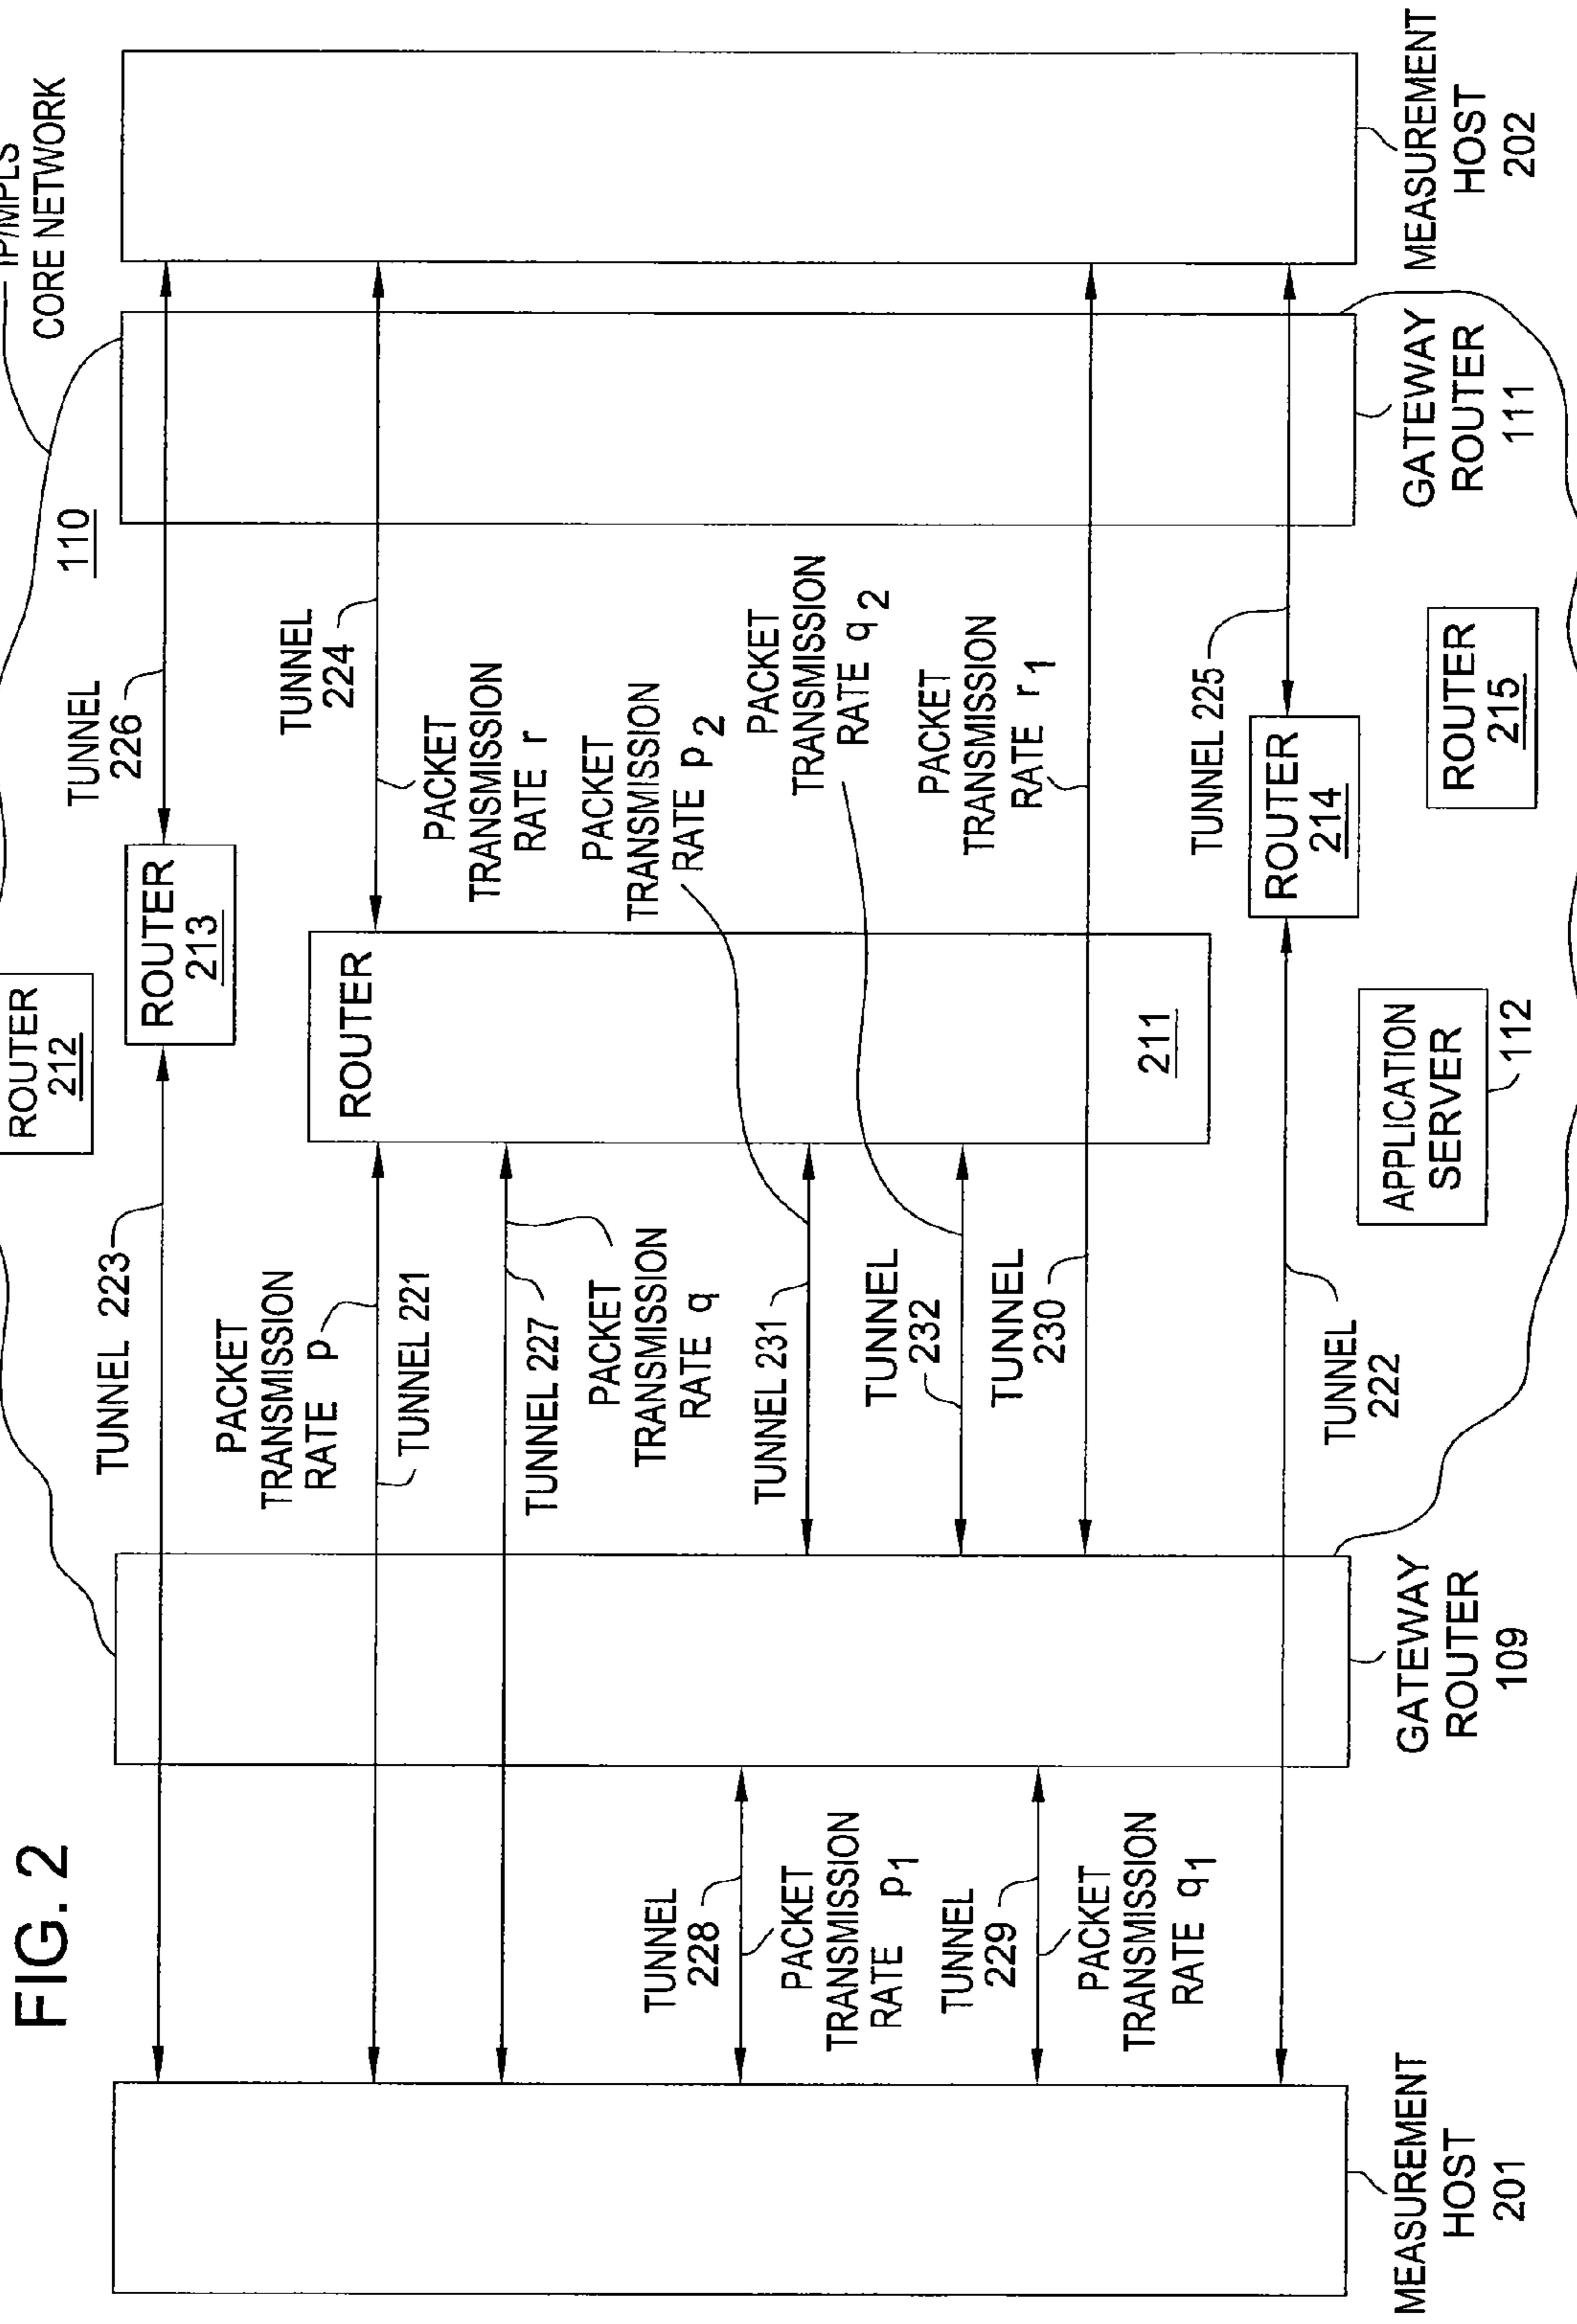 FIG. 2
IP/MPLS
CORE NETWORK
110
ROUTER
212
TUNNEL 223
ROUTER
213
TUNNEL
226
PACKET
TRANSMISSION
RATE p
TUNNEL 221
TUNNEL
224
PACKET
TRANSMISSION
RATE r
ROUTER
211
TUNNEL 227
PACKET
TRANSMISSION
RATE q
PACKET
TRANSMISSION
RATE p2
PACKET
TRANSMISSION
RATE q2
PACKET
TRANSMISSION
RATE r1
TUNNEL
228
PACKET
TRANSMISSION
RATE p1
TUNNEL 231
TUNNEL
232
TUNNEL
230
TUNNEL
229
PACKET
TRANSMISSION
RATE q1
TUNNEL 225
ROUTER
214
TUNNEL
222
APPLICATION
SERVER
112
ROUTER
215
MEASUREMENT
HOST
201
GATEWAY
ROUTER
109
GATEWAY
ROUTER
111
MEASUREMENT
HOST
202